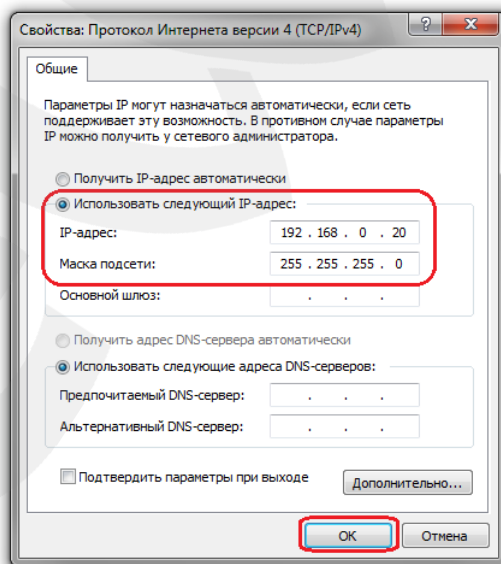 Свойства: Протокол Интернета версии 4 (TCP/IPv4)
Общие
Параметры IP могут назначаться автоматически, если сеть
поддерживает эту возможность. В противном случае параметры
IP можно получить у сетевого администратора.
Получить IP-адрес автоматически
Использовать следующий IP-адрес:
IP-адрес: 192 . 168 . 0 . 20
Маска подсети: 255 . 255 . 255 . 0
Основной шлюз: . . .
Получить адрес DNS-сервера автоматически
Использовать следующие адреса DNS-серверов:
Предпочитаемый DNS-сервер: . . .
Альтернативный DNS-сервер: . . .
Подтвердить параметры при выходе
Дополнительно...
ОК Отмена